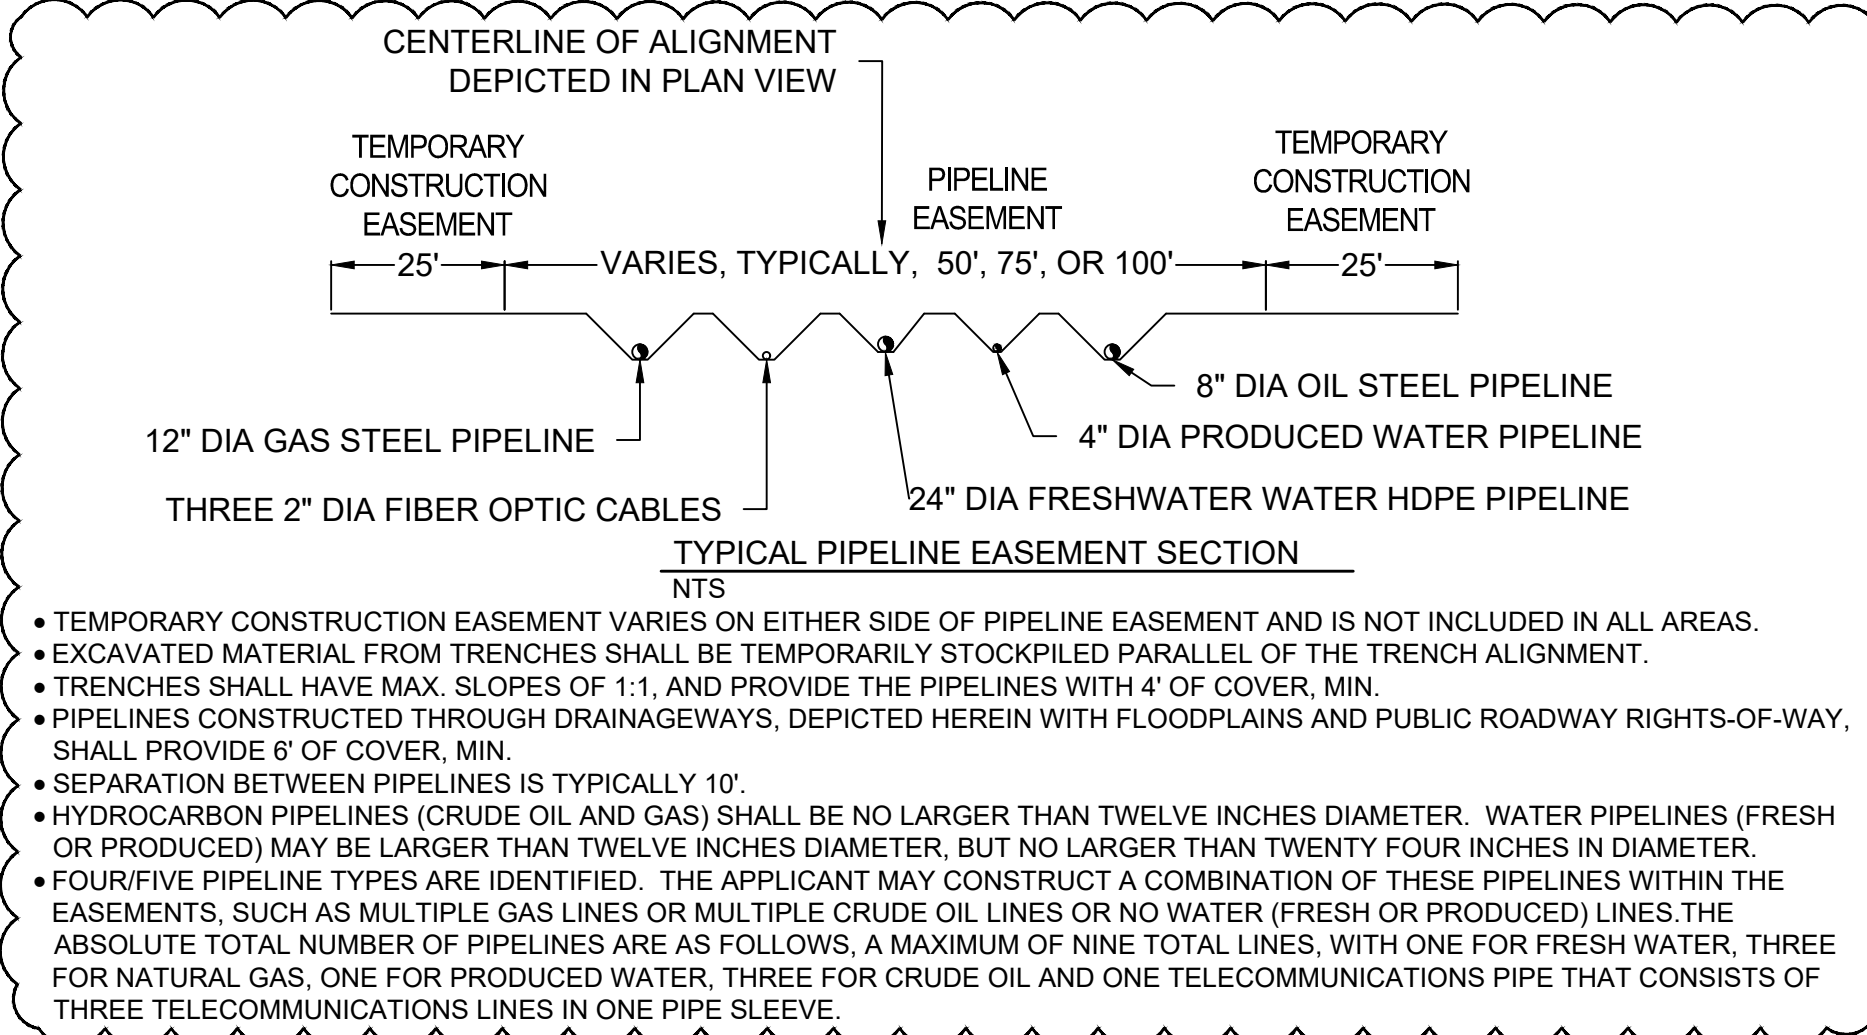 CENTERLINE OF ALIGNMENT
DEPICTED IN PLAN VIEW
TEMPORARY
CONSTRUCTION
EASEMENT
PIPELINE
EASEMENT
TEMPORARY
CONSTRUCTION
EASEMENT
25'
VARIES, TYPICALLY, 50', 75', OR 100'
25'
8" DIA OIL STEEL PIPELINE
12" DIA GAS STEEL PIPELINE
4" DIA PRODUCED WATER PIPELINE
THREE 2" DIA FIBER OPTIC CABLES
24" DIA FRESHWATER WATER HDPE PIPELINE
TYPICAL PIPELINE EASEMENT SECTION
NTS
• TEMPORARY CONSTRUCTION EASEMENT VARIES ON EITHER SIDE OF PIPELINE EASEMENT AND IS NOT INCLUDED IN ALL AREAS.
• EXCAVATED MATERIAL FROM TRENCHES SHALL BE TEMPORARILY STOCKPILED PARALLEL OF THE TRENCH ALIGNMENT.
• TRENCHES SHALL HAVE MAX. SLOPES OF 1:1, AND PROVIDE THE PIPELINES WITH 4' OF COVER, MIN.
• PIPELINES CONSTRUCTED THROUGH DRAINAGEWAYS, DEPICTED HEREIN WITH FLOODPLAINS AND PUBLIC ROADWAY RIGHTS-OF-WAY,
SHALL PROVIDE 6' OF COVER, MIN.
• SEPARATION BETWEEN PIPELINES IS TYPICALLY 10'.
• HYDROCARBON PIPELINES (CRUDE OIL AND GAS) SHALL BE NO LARGER THAN TWELVE INCHES DIAMETER. WATER PIPELINES (FRESH
OR PRODUCED) MAY BE LARGER THAN TWELVE INCHES DIAMETER, BUT NO LARGER THAN TWENTY FOUR INCHES IN DIAMETER.
• FOUR/FIVE PIPELINE TYPES ARE IDENTIFIED. THE APPLICANT MAY CONSTRUCT A COMBINATION OF THESE PIPELINES WITHIN THE
EASEMENTS, SUCH AS MULTIPLE GAS LINES OR MULTIPLE CRUDE OIL LINES OR NO WATER (FRESH OR PRODUCED) LINES.THE
ABSOLUTE TOTAL NUMBER OF PIPELINES ARE AS FOLLOWS, A MAXIMUM OF NINE TOTAL LINES, WITH ONE FOR FRESH WATER, THREE
FOR NATURAL GAS, ONE FOR PRODUCED WATER, THREE FOR CRUDE OIL AND ONE TELECOMMUNICATIONS PIPE THAT CONSISTS OF
THREE TELECOMMUNICATIONS LINES IN ONE PIPE SLEEVE.